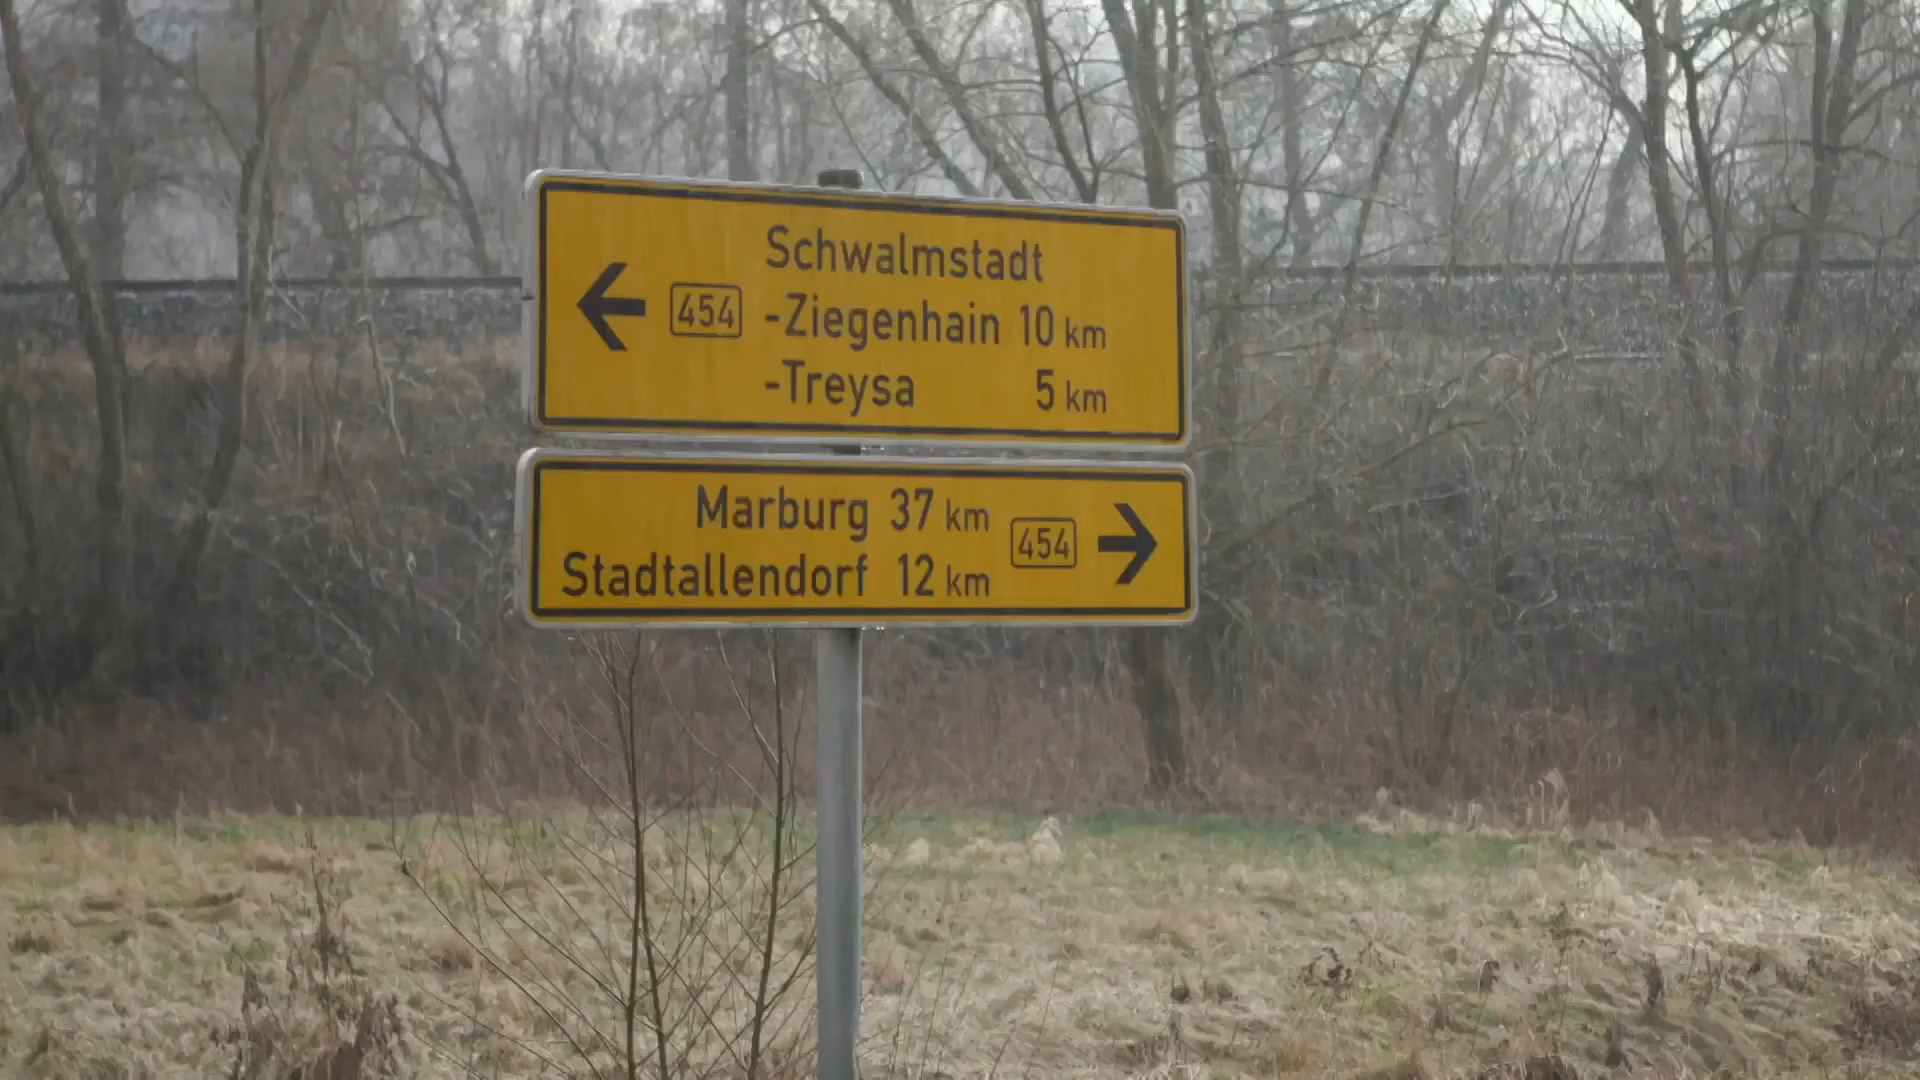 Schwalmstadt
454 -Ziegenhain 10 km
-Treysa 5 km
Marburg 37 km
454
Stadtallendorf 12 km